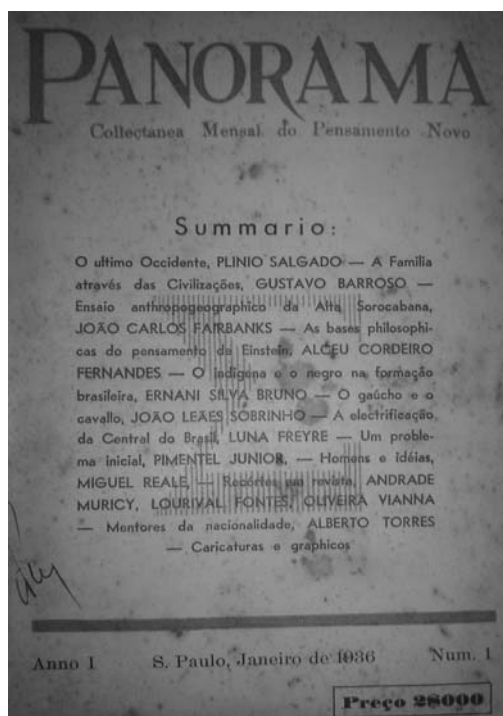 PANORAMA
Collectanea Mensal do Pensamento Novo
Summario:
O ultimo Occidente, PLINIO SALGADO — A Familia
através das Civilizações, GUSTAVO BARROSO —
Ensaio anthropogeographico da Alta Sorocabana,
JOÃO CARLOS FAIRBANKS — As bases philosophi-
cas do pensamento de Einstein, ALCEU CORDEIRO
FERNANDES — O indigena e o negro na formação
brasileira, ERNANI SILVA BRUNO — O gaúcho e o
cavallo, JOÃO LEÃES SOBRINHO — A electrificação
da Central do Brasil, LUNA FREYRE — Um proble-
ma inicial, PIMENTEL JUNIOR, — Homens e idéias,
MIGUEL REALE, — em revista, ANDRADE
MURICY, LOURIVAL FONTES, OLIVEIRA VIANNA
— Mentores da nacionalidade, ALBERTO TORRES
— Caricaturas e graphicos
Anno I S. Paulo, Janeiro de 1936 Num. 1
Preço 2$000